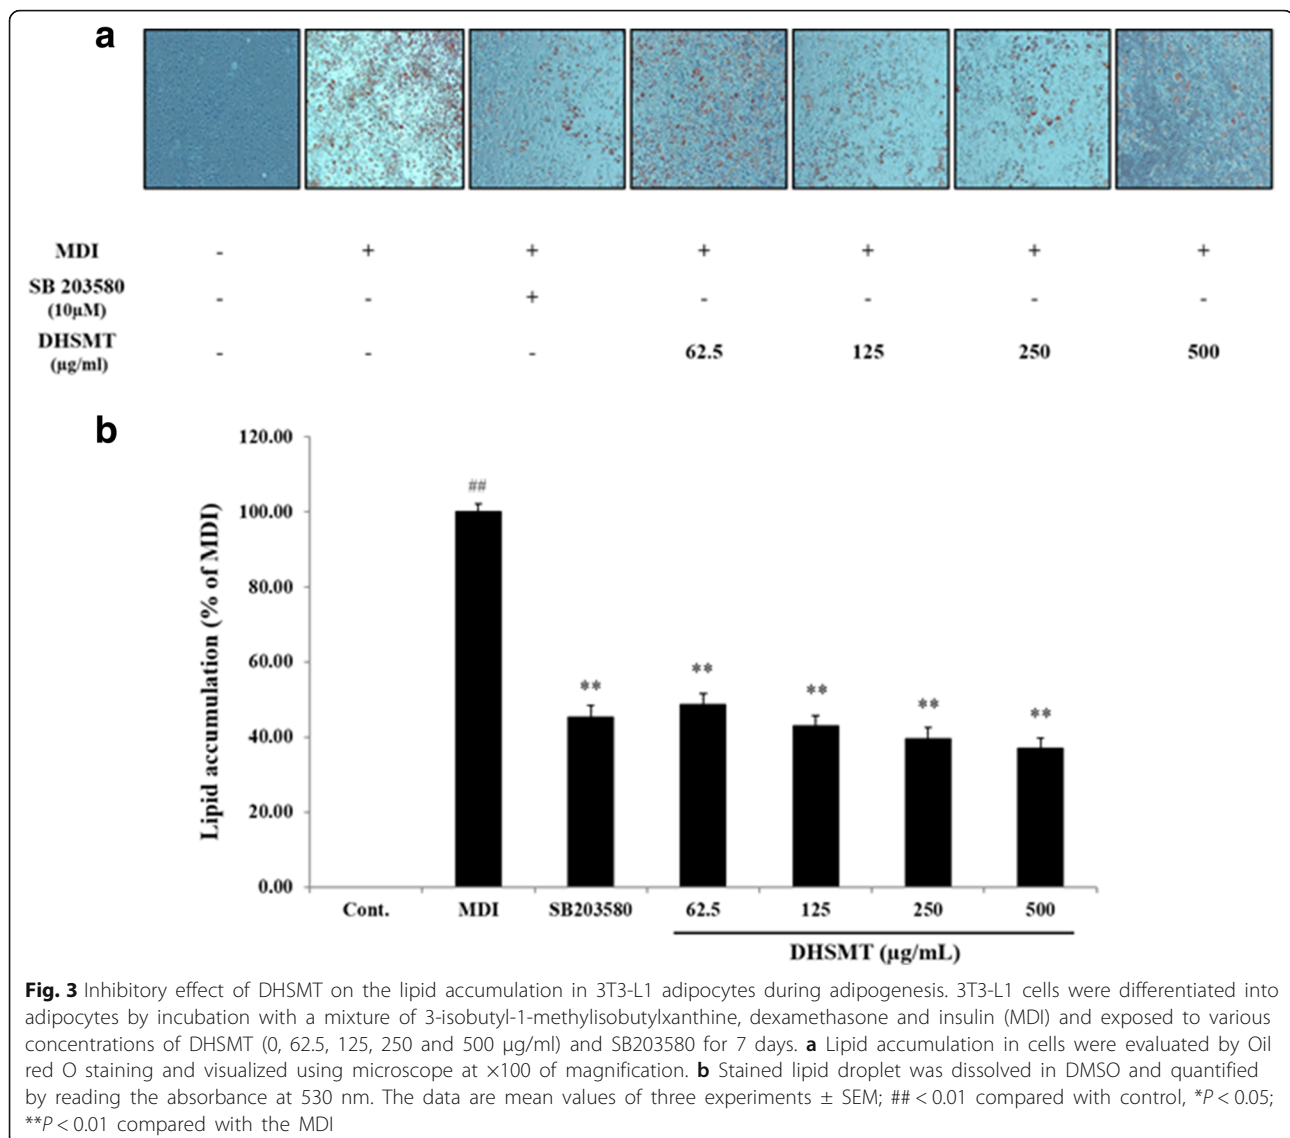 a
MDI - + + + + + +
SB 203580 (10μM) - - + - - - -
DHSMT (μg/ml) - - - 62.5 125 250 500
b
120.00
100.00
80.00
60.00
40.00
20.00
0.00
Lipid accumulation (% of MDI)
##
** ** ** ** **
Cont. MDI SB203580 62.5 125 250 500
DHSMT (μg/mL)
Fig. 3 Inhibitory effect of DHSMT on the lipid accumulation in 3T3-L1 adipocytes during adipogenesis. 3T3-L1 cells were differentiated into
adipocytes by incubation with a mixture of 3-isobutyl-1-methylisobutylxanthine, dexamethasone and insulin (MDI) and exposed to various
concentrations of DHSMT (0, 62.5, 125, 250 and 500 μg/ml) and SB203580 for 7 days. a Lipid accumulation in cells were evaluated by Oil
red O staining and visualized using microscope at ×100 of magnification. b Stained lipid droplet was dissolved in DMSO and quantified
by reading the absorbance at 530 nm. The data are mean values of three experiments ± SEM; ## < 0.01 compared with control, *P < 0.05;
**P < 0.01 compared with the MDI